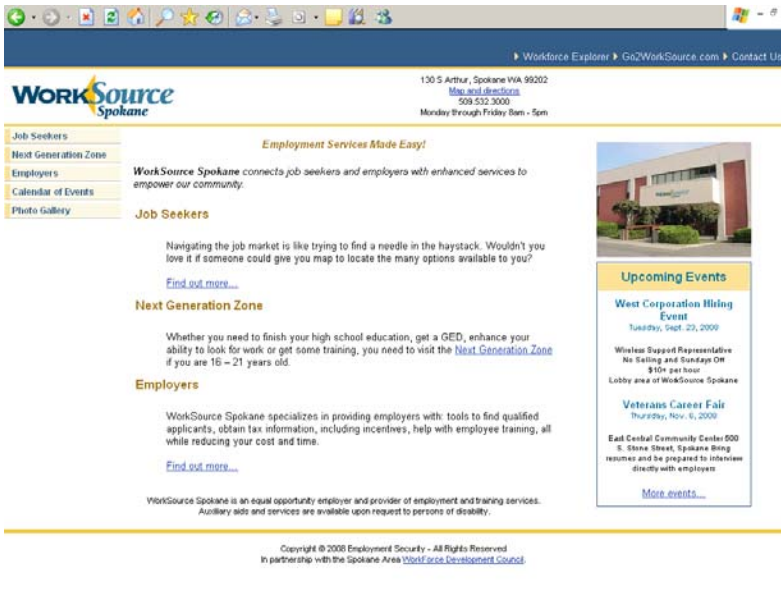 Workforce Explorer Go2WorkSource.com Contact Us
WORKSource
Spokane
130 S Arthur, Spokane WA 99202
Map and directions
509.532.3000
Monday through Friday 8am - 5pm
Job Seekers
Next Generation Zone
Employers
Calendar of Events
Photo Gallery
Employment Services Made Easy!
WorkSource Spokane connects job seekers and employers with enhanced services to
empower our community.
Job Seekers
Navigating the job market is like trying to find a needle in the haystack. Wouldn't you
love it if someone could give you map to locate the many options available to you?
Find out more...
Next Generation Zone
Whether you need to finish your high school education, get a GED, enhance your
ability to look for work or get some training, you need to visit the Next Generation Zone
if you are 16 – 21 years old.
Employers
WorkSource Spokane specializes in providing employers with: tools to find qualified
applicants, obtain tax information, including incentives, help with employee training, all
while reducing your cost and time.
Find out more...
WorkSource Spokane is an equal opportunity employer and provider of employment and training services.
Auxiliary aids and services are available upon request to persons of disability.
WorkSource
Upcoming Events
West Corporation Hiring
Event
Tuesday, Sept. 23, 2008
Wireless Support Representative
No Selling and Sundays Off
$10+ per hour
Lobby area of WorkSource Spokane
Veterans Career Fair
Thursday, Nov. 6, 2008
East Central Community Center 500
S. Stone Street, Spokane Bring
resumes and be prepared to interview
directly with employers
More events...
Copyright © 2008 Employment Security - All Rights Reserved
In partnership with the Spokane Area WorkForce Development Council.